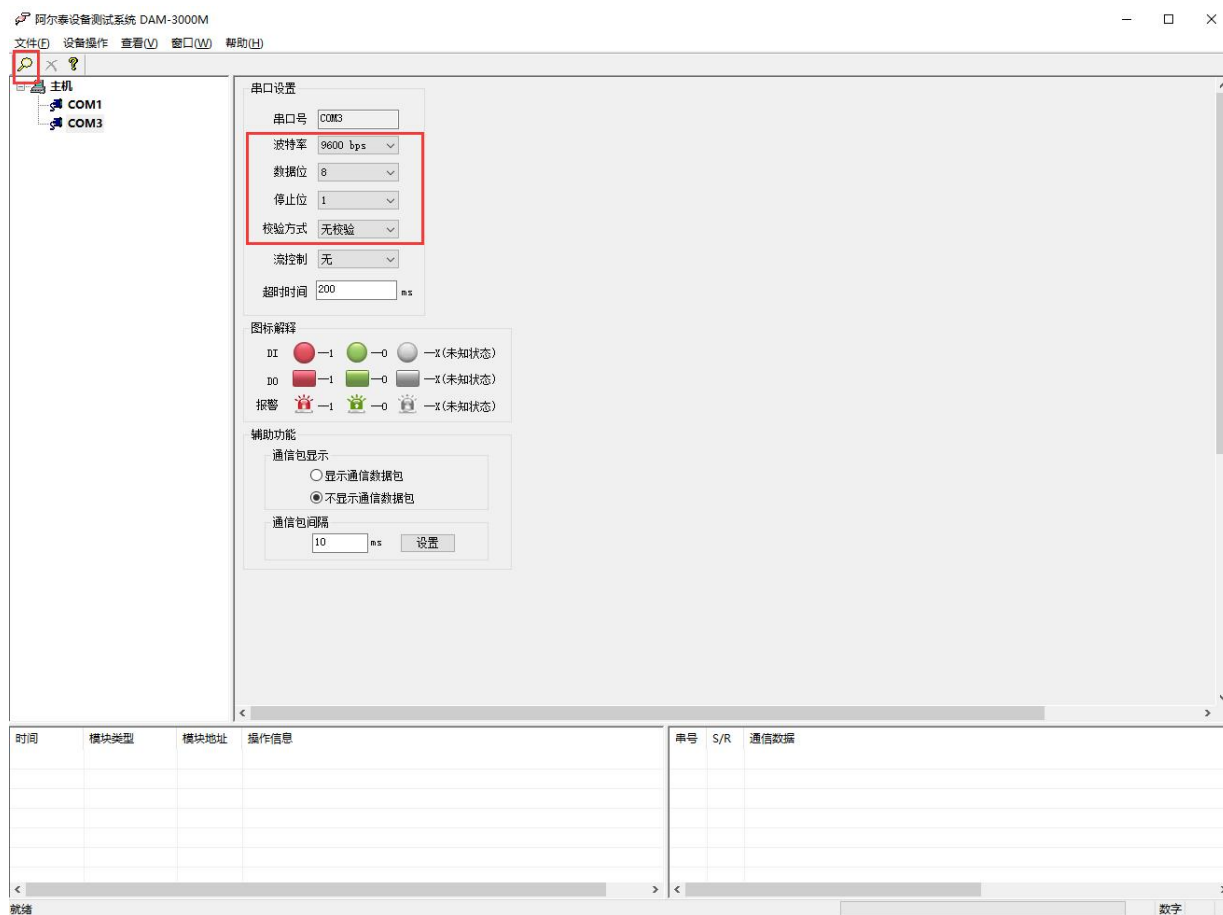 阿尔泰设备测试系统 DAM-3000M
文件(F) 设备操作 查看(V) 窗口(W) 帮助(H)
主机
COM1
COM3
串口设置
串口号 COM3
波特率 9600 bps
数据位 8
停止位 1
校验方式 无校验
流控制 无
超时时间 200 ms
图标解释
DI —1 —0 —X(未知状态)
DO —1 —0 —X(未知状态)
报警 —1 —0 —X(未知状态)
辅助功能
通信包显示
显示通信数据包
不显示通信数据包
通信包间隔
10 ms 设置
时间 模块类型 模块地址 操作信息 串号 S/R 通信数据
就绪 数字